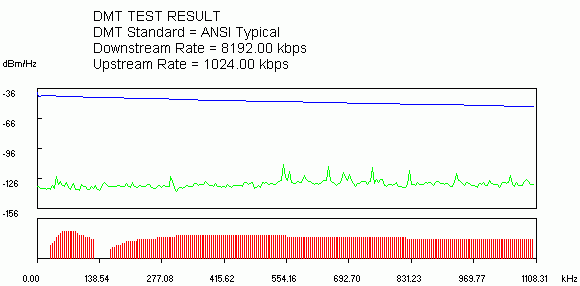 DMT TEST RESULT
DMT Standard = ANSI Typical
Downstream Rate = 8192.00 kbps
Upstream Rate = 1024.00 kbps
dBm/Hz
-36
-66
-96
-126
-156
0.00 138.54 277.08 415.62 554.16 692.70 831.23 969.77 1108.31 kHz